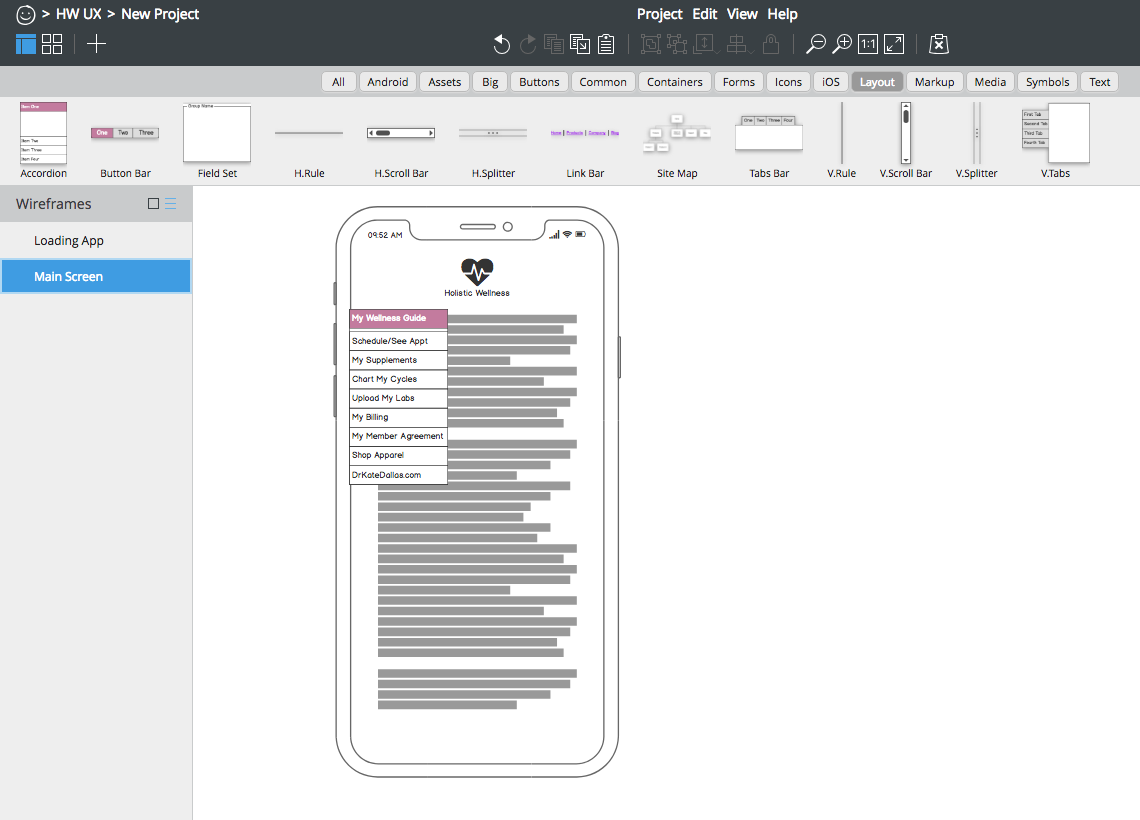 > HW UX > New Project
Project Edit View Help
1:1
All Android Assets Big Buttons Common Containers Forms Icons iOS Layout Markup Media Symbols Text
Item One
Item Two
Item Three
Item Four
One Two Three
Group Name
Home | Products | Company | Blog
One Two Three Four
First Tab
Second Tab
Third Tab
Fourth Tab
Accordion Button Bar Field Set H.Rule H.Scroll Bar H.Splitter Link Bar Site Map Tabs Bar V.Rule V.Scroll Bar V.Splitter V.Tabs
Wireframes
Loading App
Main Screen
09:52 AM
Holistic Wellness
My Wellness Guide
Schedule/See Appt
My Supplements
Chart My Cycles
Upload My Labs
My Billing
My Member Agreement
Shop Apparel
DrKateDallas.com